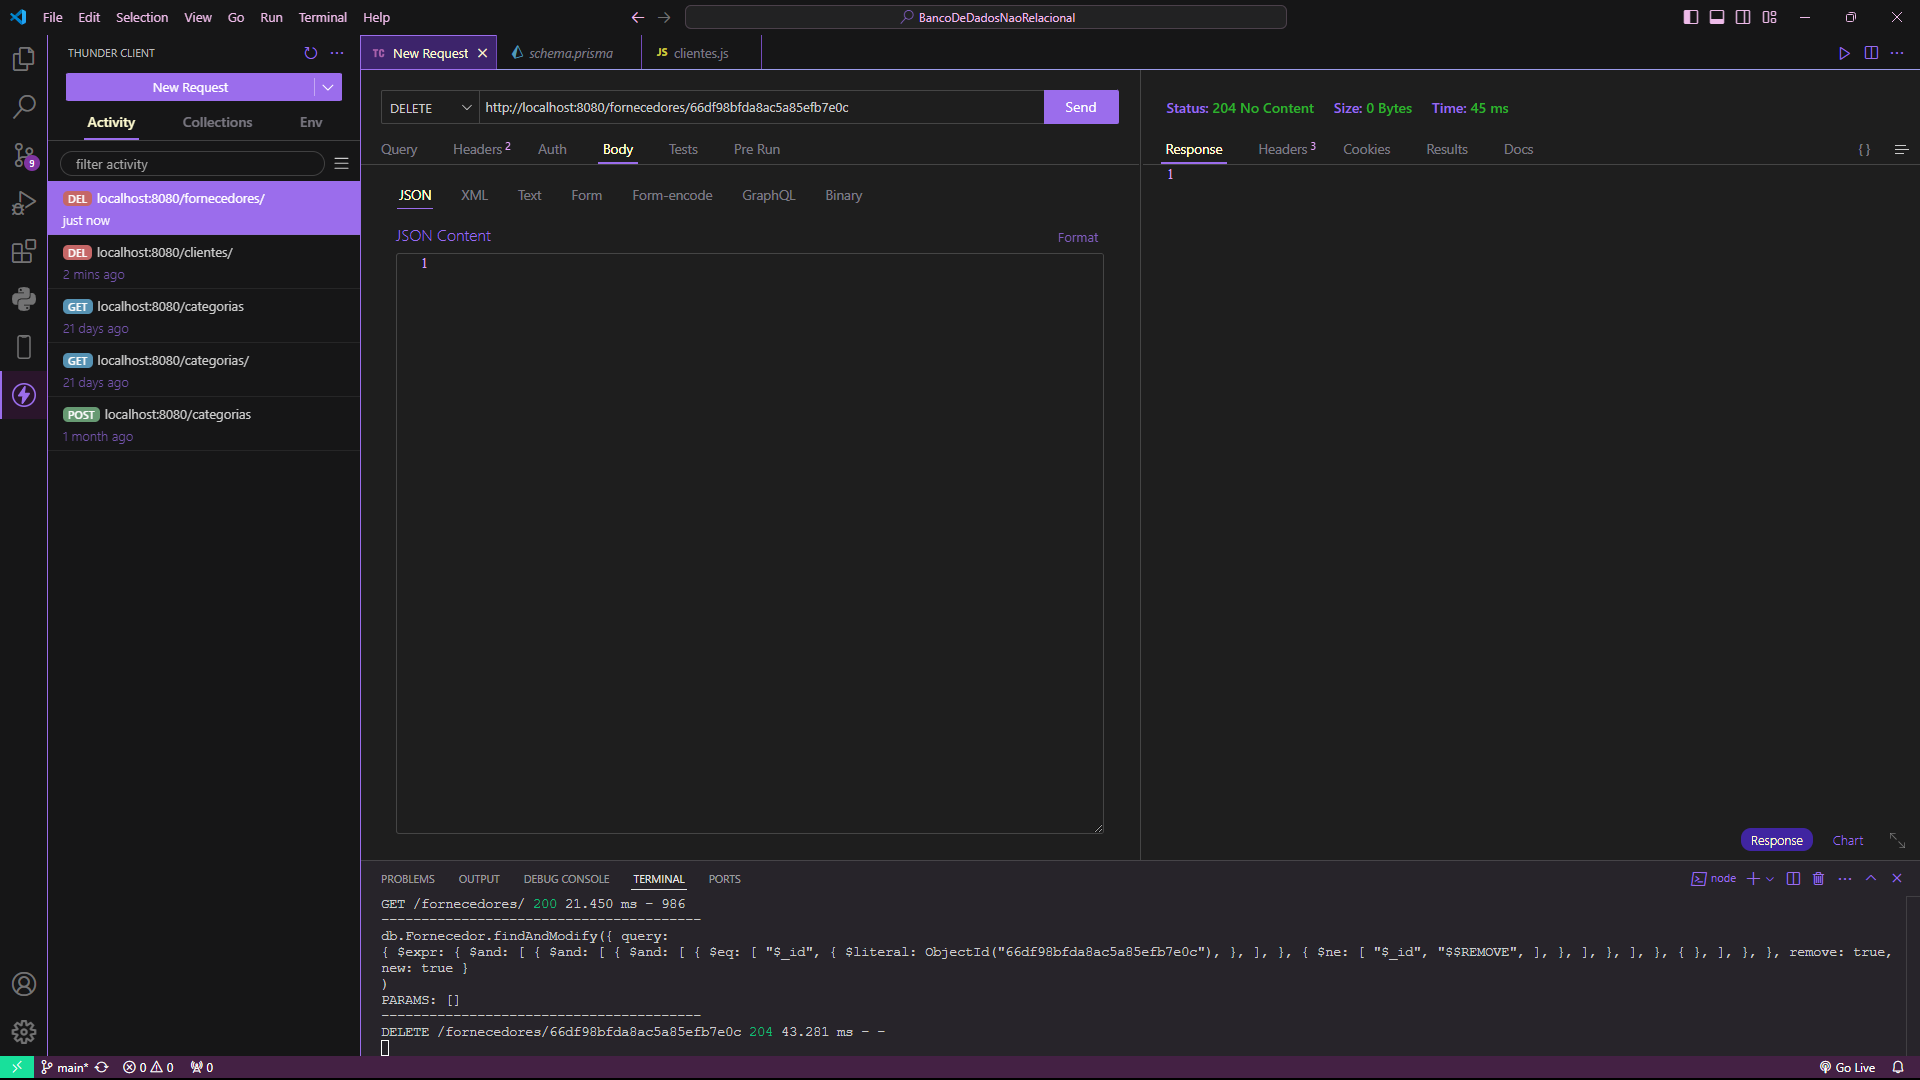 File Edit Selection View Go Run Terminal Help
BancoDeDadosNaoRelacional
THUNDER CLIENT
New Request
Activity Collections Env
filter activity
DEL localhost:8080/fornecedores/
just now
DEL localhost:8080/clientes/
2 mins ago
GET localhost:8080/categorias
21 days ago
GET localhost:8080/categorias/
21 days ago
POST localhost:8080/categorias
1 month ago
9
TC New Request
schema.prisma
JS clientes.js
DELETE http://localhost:8080/fornecedores/66df98bfda8ac5a85efb7e0c Send
Query Headers 2 Auth Body Tests Pre Run
JSON XML Text Form Form-encode GraphQL Binary
JSON Content
Format
1
Status: 204 No Content Size: 0 Bytes Time: 45 ms
Response Headers 3 Cookies Results Docs { }
1
Response Chart
PROBLEMS OUTPUT DEBUG CONSOLE TERMINAL PORTS
node
GET /fornecedores/ 200 21.450 ms - 986
----------------------------------------
db.Fornecedor.findAndModify({ query:
{ $expr: { $and: [ { $and: [ { $and: [ { $eq: [ "$_id", { $literal: ObjectId("66df98bfda8ac5a85efb7e0c"), }, ], }, { $ne: [ "$_id", "$$REMOVE", ], }, ], }, ], }, { }, ], }, }, remove: true,
new: true }
)
PARAMS: []
----------------------------------------
DELETE /fornecedores/66df98bfda8ac5a85efb7e0c 204 43.281 ms - -
main* 0 0 0
Go Live